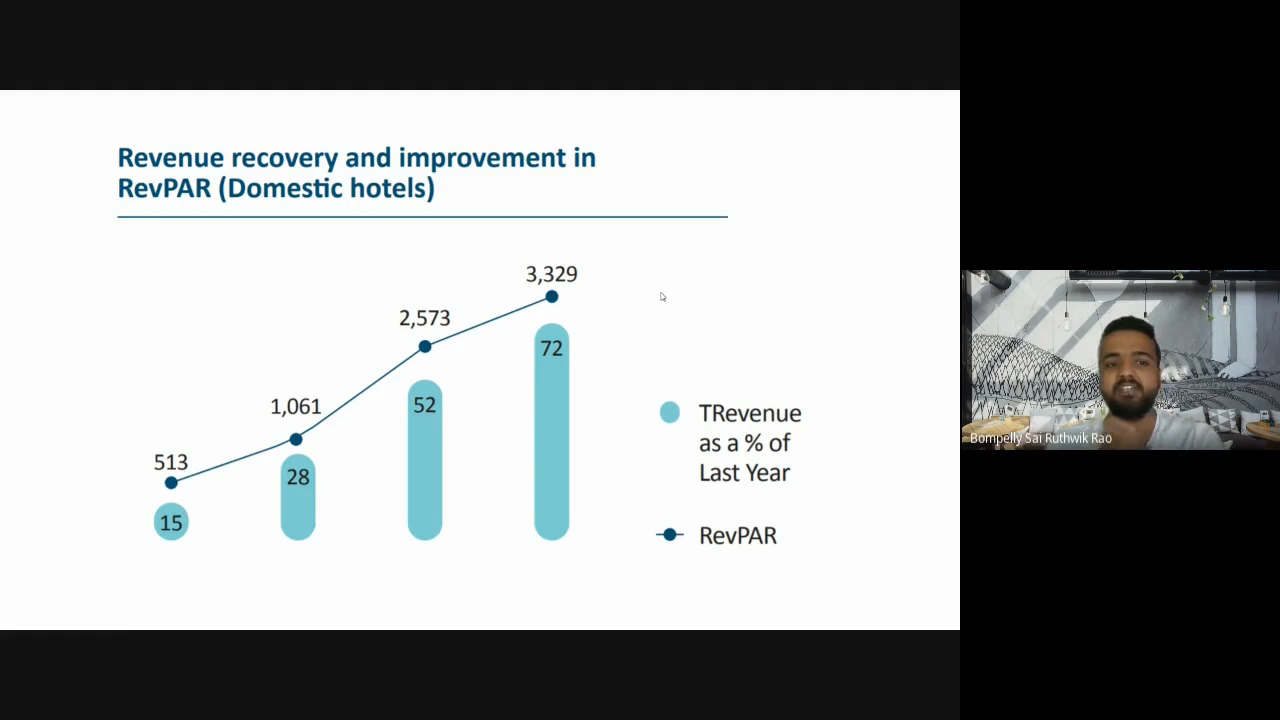 Revenue recovery and improvement in
RevPAR (Domestic hotels)
3,329
2,573
72
1,061
52
513
28
15
TRevenue
as a % of
Last Year
RevPAR
Bompelly Sai Ruthwik Rao